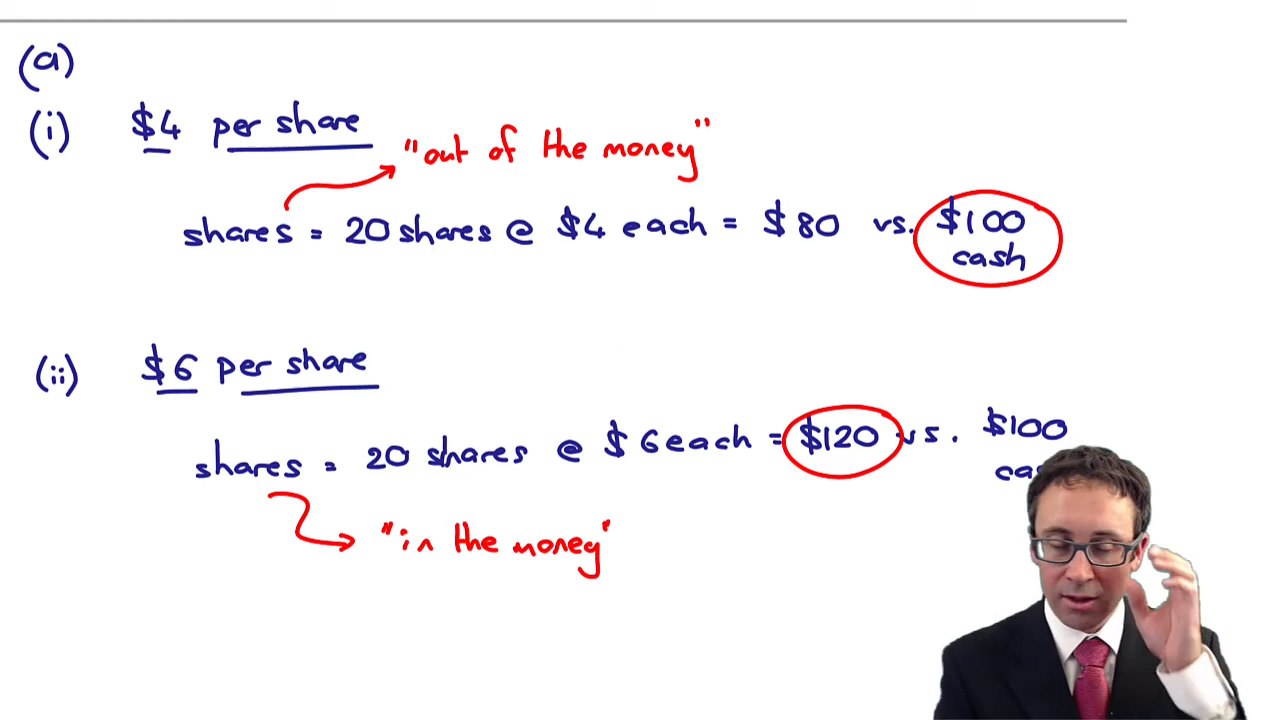 (a)
(i) $4 per share
"out of the money"
shares = 20 shares @ $4 each = $80 vs. $100
cash
(ii) $6 per share
shares = 20 shares @ $6 each = $120 vs. $100
"in the money"